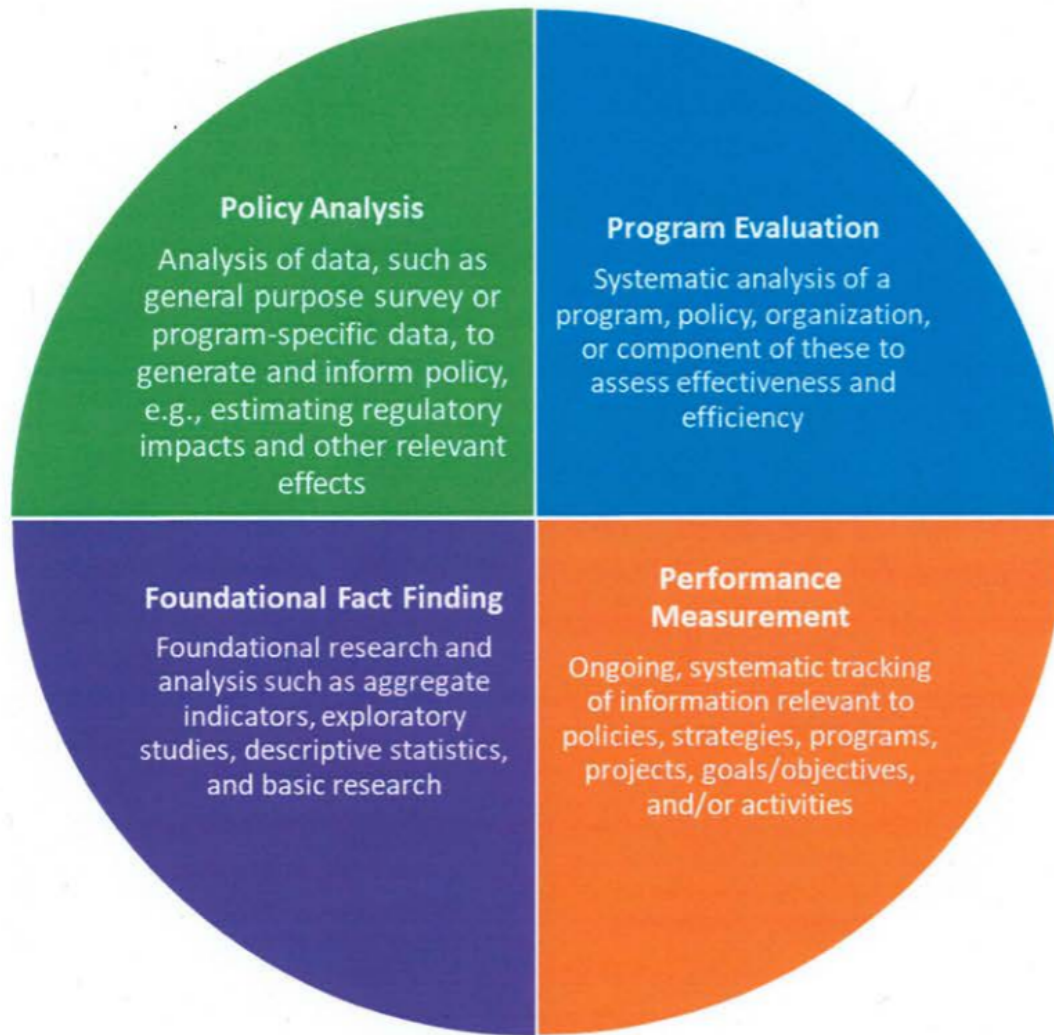 Policy Analysis
Analysis of data, such as
general purpose survey or
program-specific data, to
generate and inform policy,
e.g., estimating regulatory
impacts and other relevant
effects
Program Evaluation
Systematic analysis of a
program, policy, organization,
or component of these to
assess effectiveness and
efficiency
Foundational Fact Finding
Foundational research and
analysis such as aggregate
indicators, exploratory
studies, descriptive statistics,
and basic research
Performance
Measurement
Ongoing, systematic tracking
of information relevant to
policies, strategies, programs,
projects, goals/objectives,
and/or activities